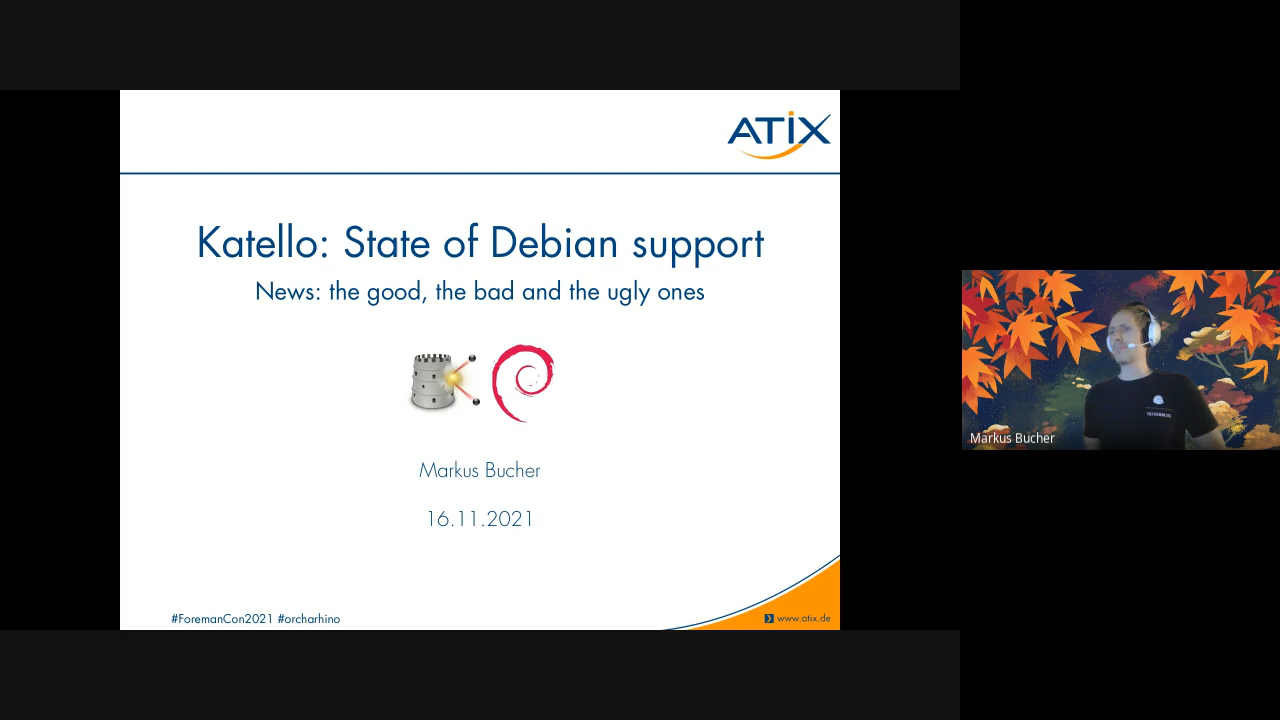 ATIX
Katello: State of Debian support
News: the good, the bad and the ugly ones
Markus Bucher
16.11.2021
#ForemanCon2021 #orcharhino
www.atix.de
Markus Bucher